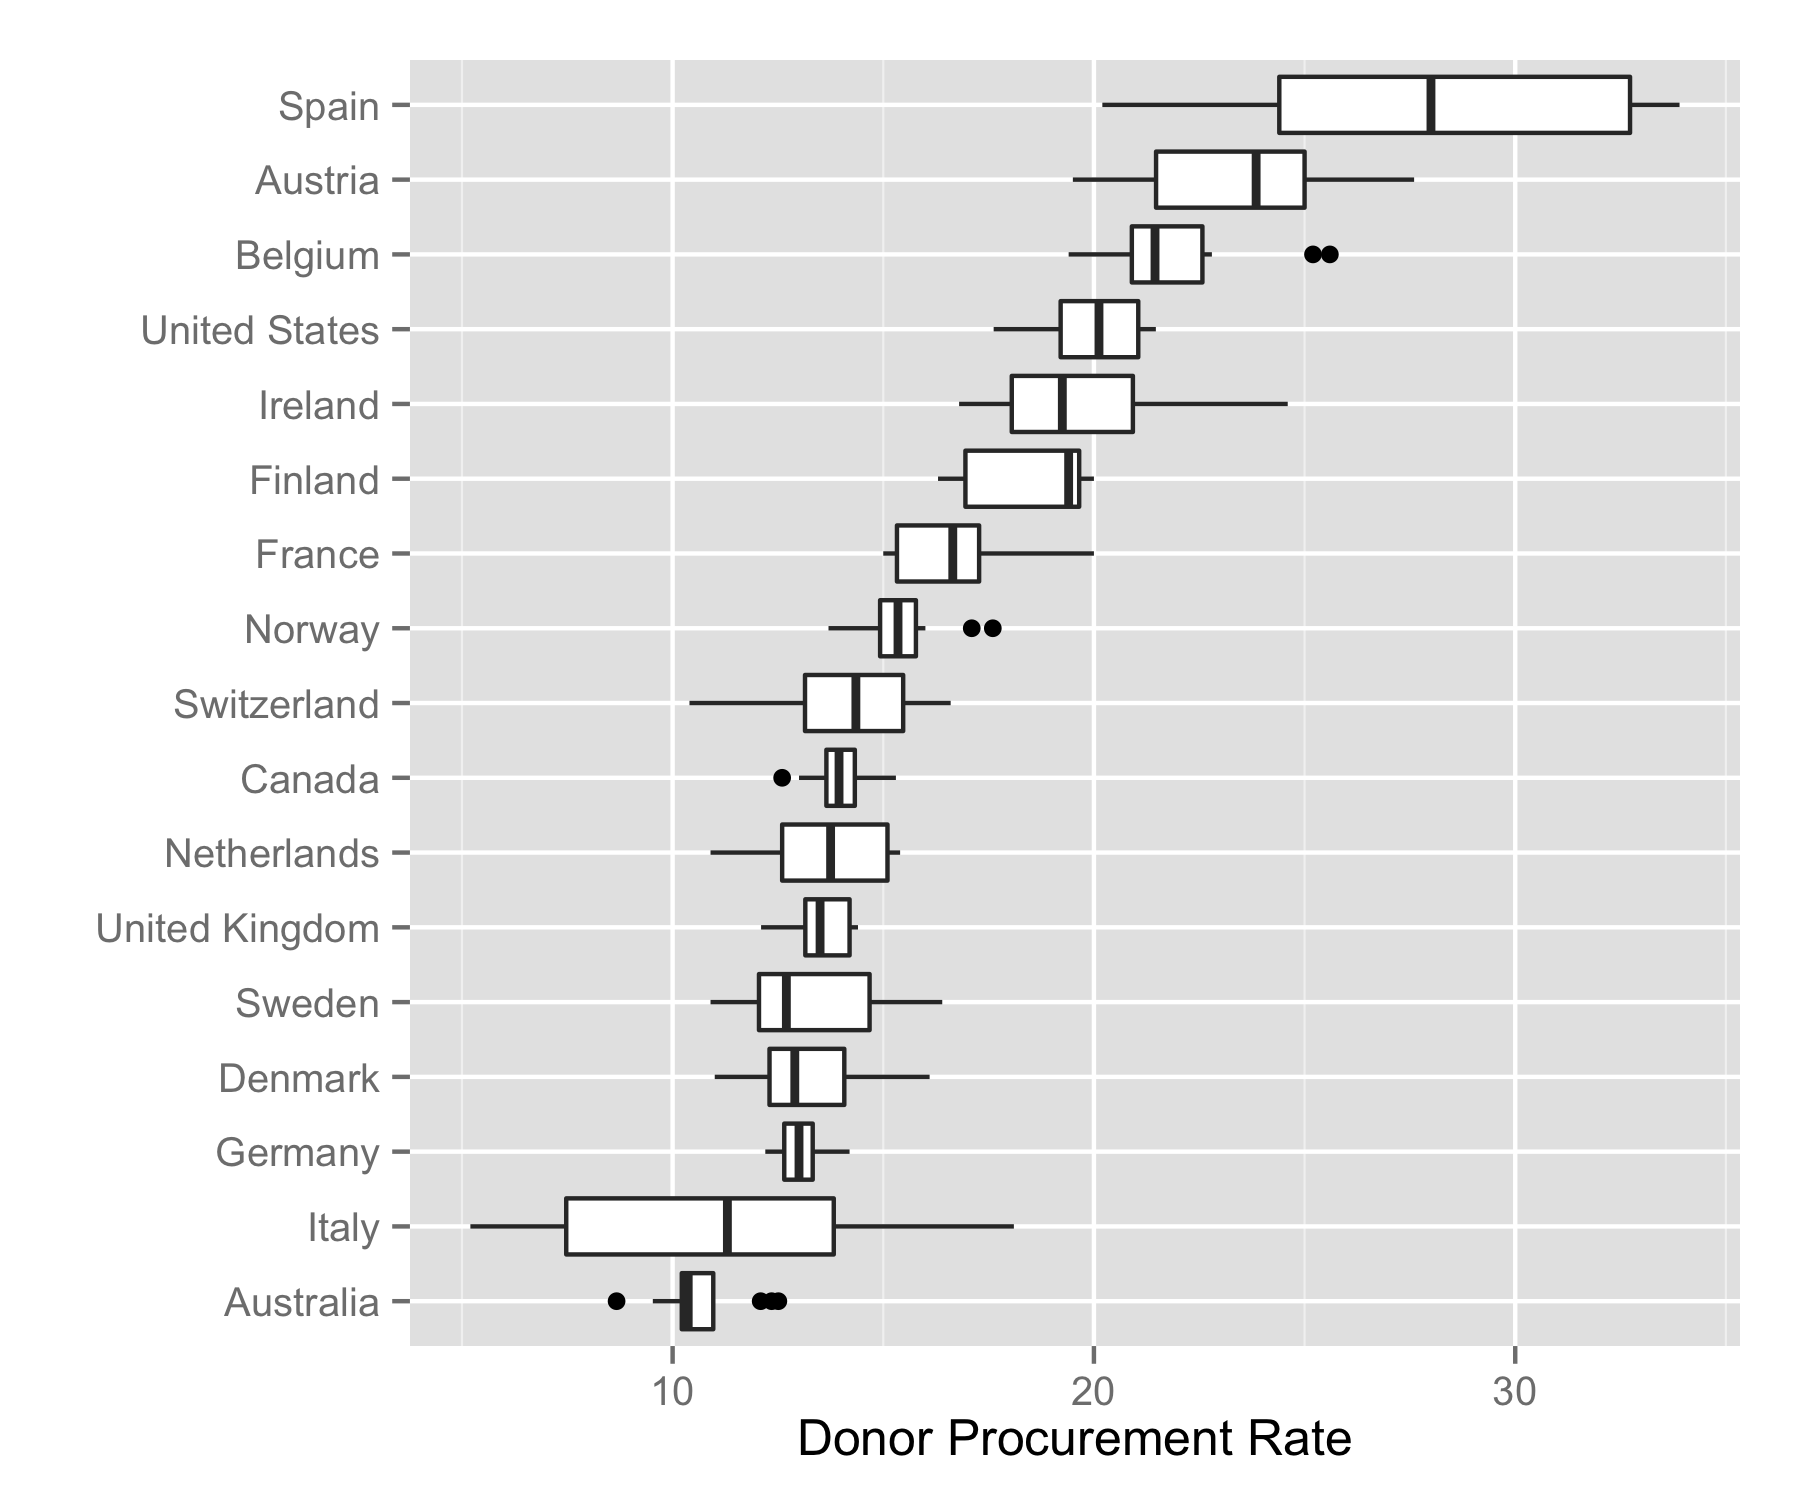 Spain
Austria
Belgium
United States
Ireland
Finland
France
Norway
Switzerland
Canada
Netherlands
United Kingdom
Sweden
Denmark
Germany
Italy
Australia
10 20 30
Donor Procurement Rate